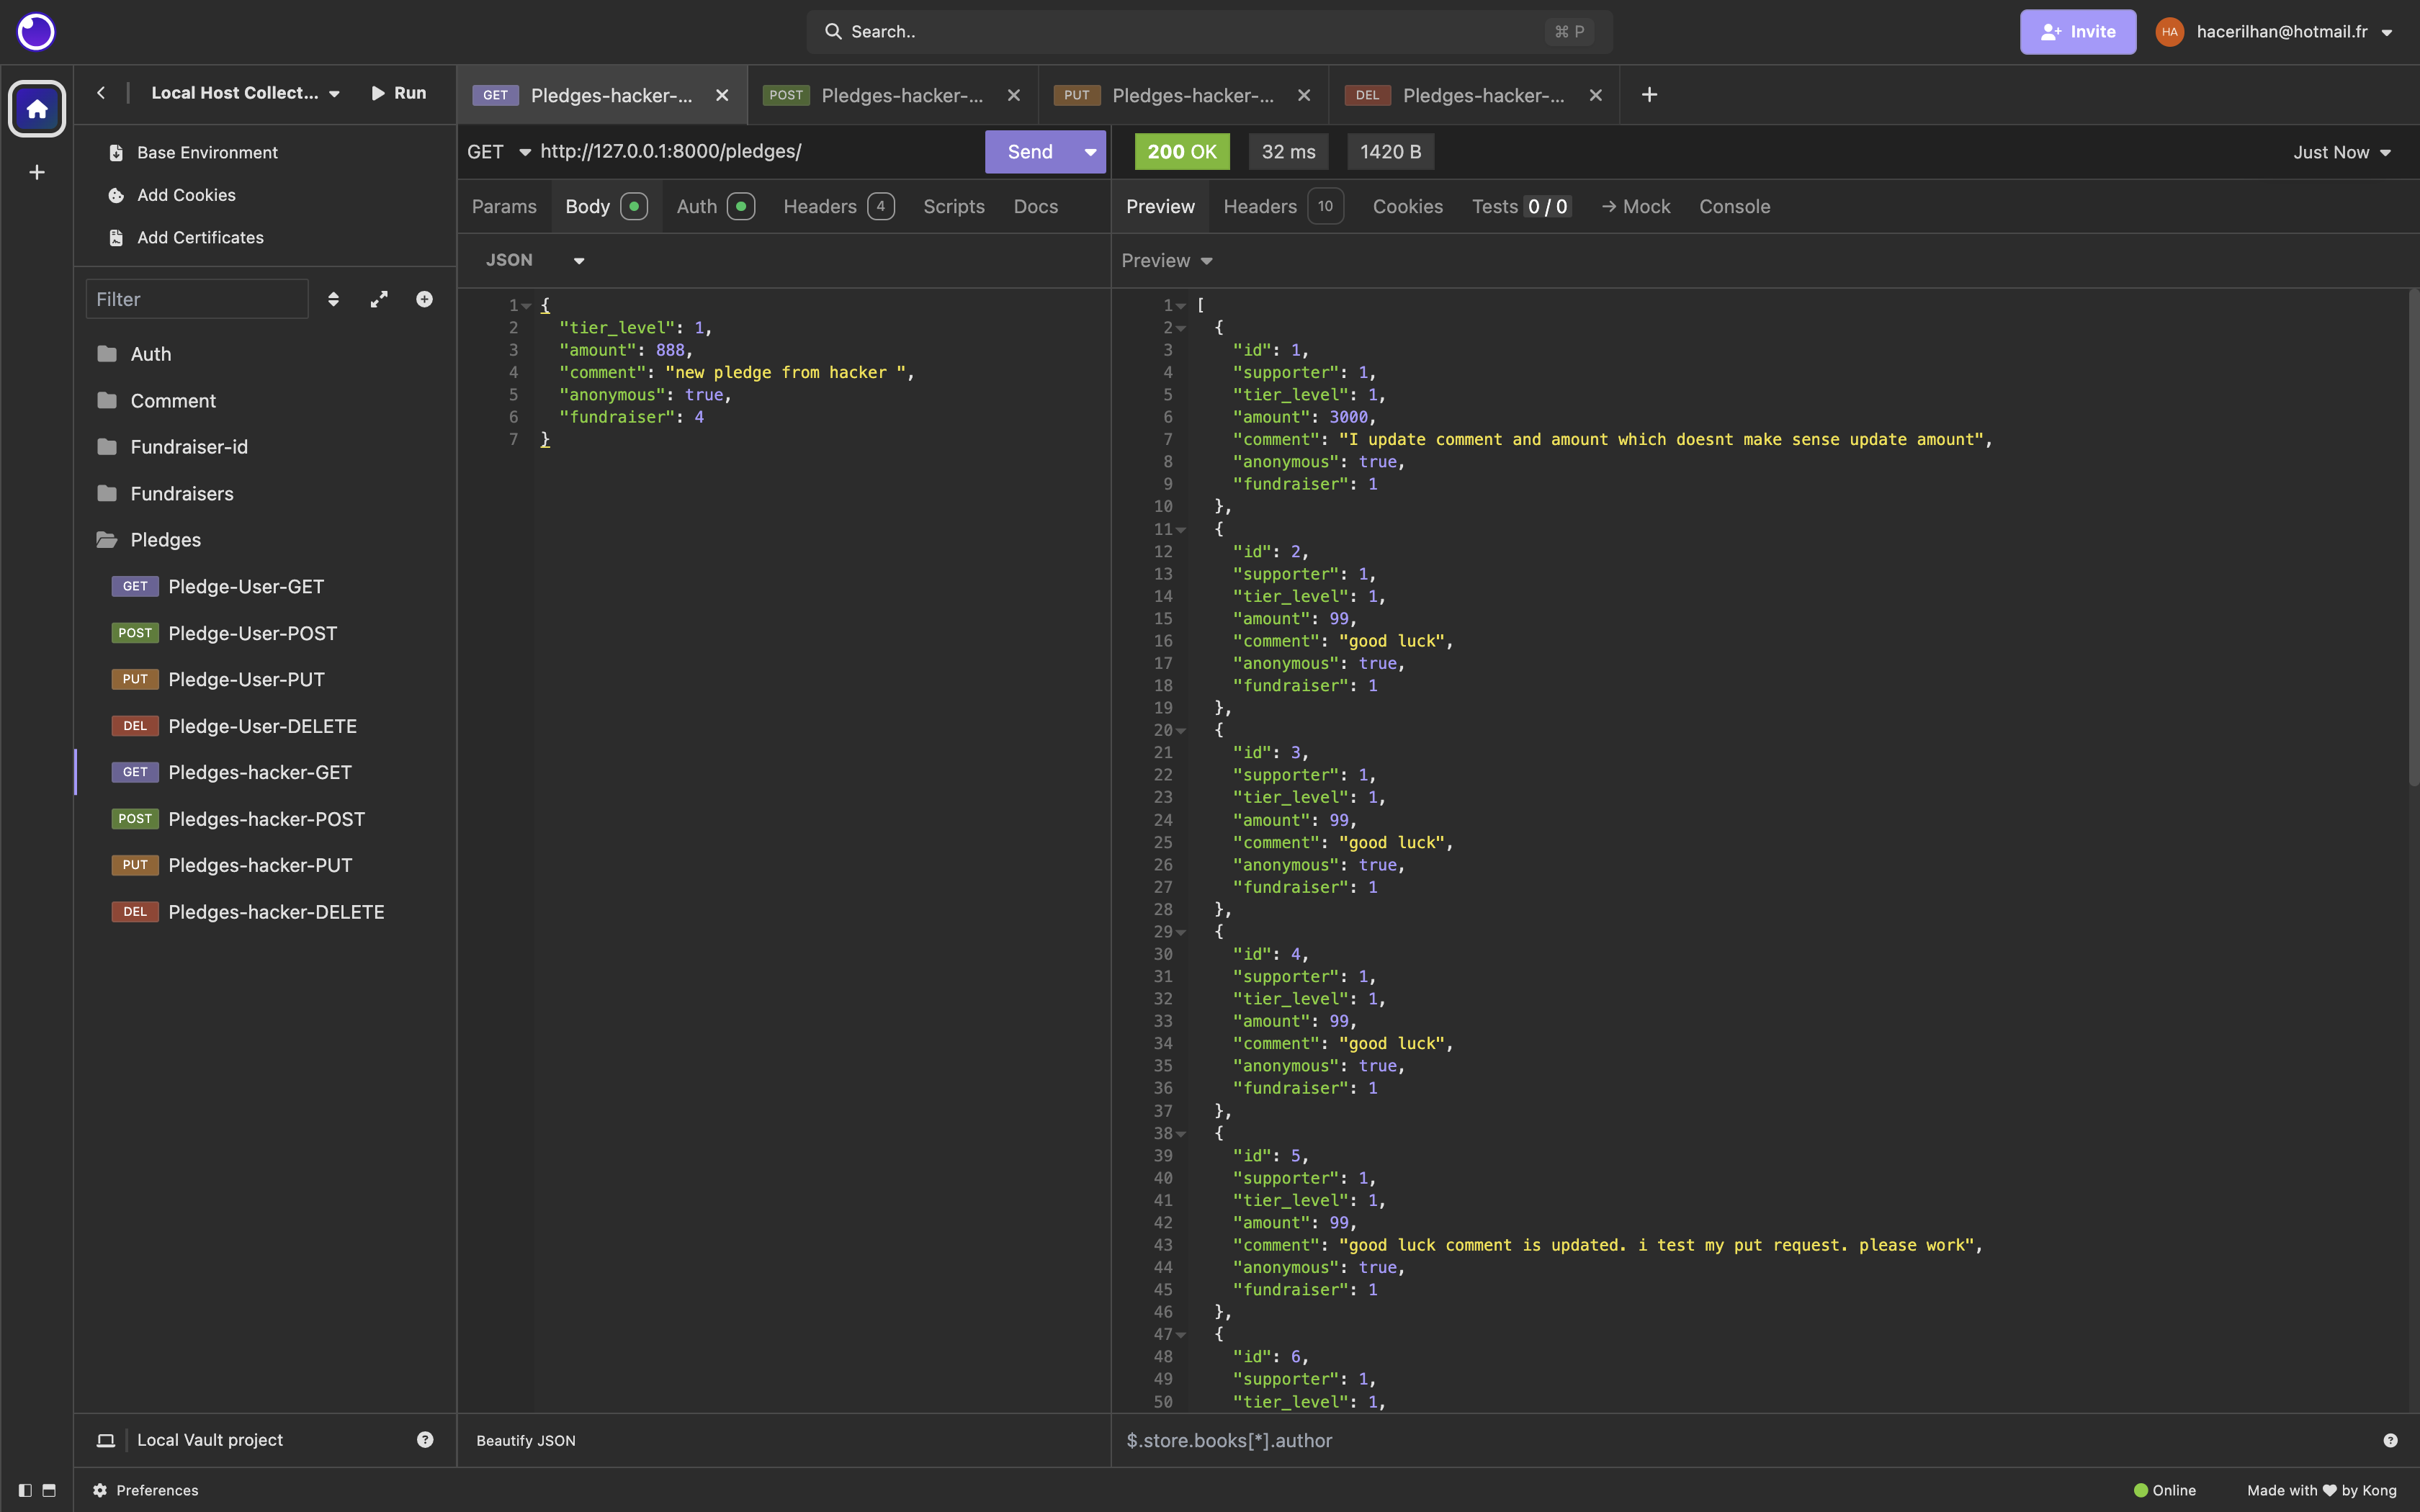 Search..
⌘ P
Invite
HA
hacerilhan@hotmail.fr
Local Host Collect...
Run
GET Pledges-hacker-...
POST Pledges-hacker-...
PUT Pledges-hacker-...
DEL Pledges-hacker-...
Base Environment
Add Cookies
Add Certificates
Filter
Auth
Comment
Fundraiser-id
Fundraisers
Pledges
GET Pledge-User-GET
POST Pledge-User-POST
PUT Pledge-User-PUT
DEL Pledge-User-DELETE
GET Pledges-hacker-GET
POST Pledges-hacker-POST
PUT Pledges-hacker-PUT
DEL Pledges-hacker-DELETE
Local Vault project
GET http://127.0.0.1:8000/pledges/
Send
Params Body Auth Headers 4 Scripts Docs
JSON
1 {
2 "tier_level": 1,
3 "amount": 888,
4 "comment": "new pledge from hacker ",
5 "anonymous": true,
6 "fundraiser": 4
7 }
Beautify JSON
200 OK 32 ms 1420 B
Just Now
Preview Headers 10 Cookies Tests 0 / 0 → Mock Console
Preview
1 [
2 {
3 "id": 1,
4 "supporter": 1,
5 "tier_level": 1,
6 "amount": 3000,
7 "comment": "I update comment and amount which doesnt make sense update amount",
8 "anonymous": true,
9 "fundraiser": 1
10 },
11 {
12 "id": 2,
13 "supporter": 1,
14 "tier_level": 1,
15 "amount": 99,
16 "comment": "good luck",
17 "anonymous": true,
18 "fundraiser": 1
19 },
20 {
21 "id": 3,
22 "supporter": 1,
23 "tier_level": 1,
24 "amount": 99,
25 "comment": "good luck",
26 "anonymous": true,
27 "fundraiser": 1
28 },
29 {
30 "id": 4,
31 "supporter": 1,
32 "tier_level": 1,
33 "amount": 99,
34 "comment": "good luck",
35 "anonymous": true,
36 "fundraiser": 1
37 },
38 {
39 "id": 5,
40 "supporter": 1,
41 "tier_level": 1,
42 "amount": 99,
43 "comment": "good luck comment is updated. i test my put request. please work",
44 "anonymous": true,
45 "fundraiser": 1
46 },
47 {
48 "id": 6,
49 "supporter": 1,
50 "tier_level": 1,
$.store.books[*].author
Preferences
Online
Made with ♥ by Kong